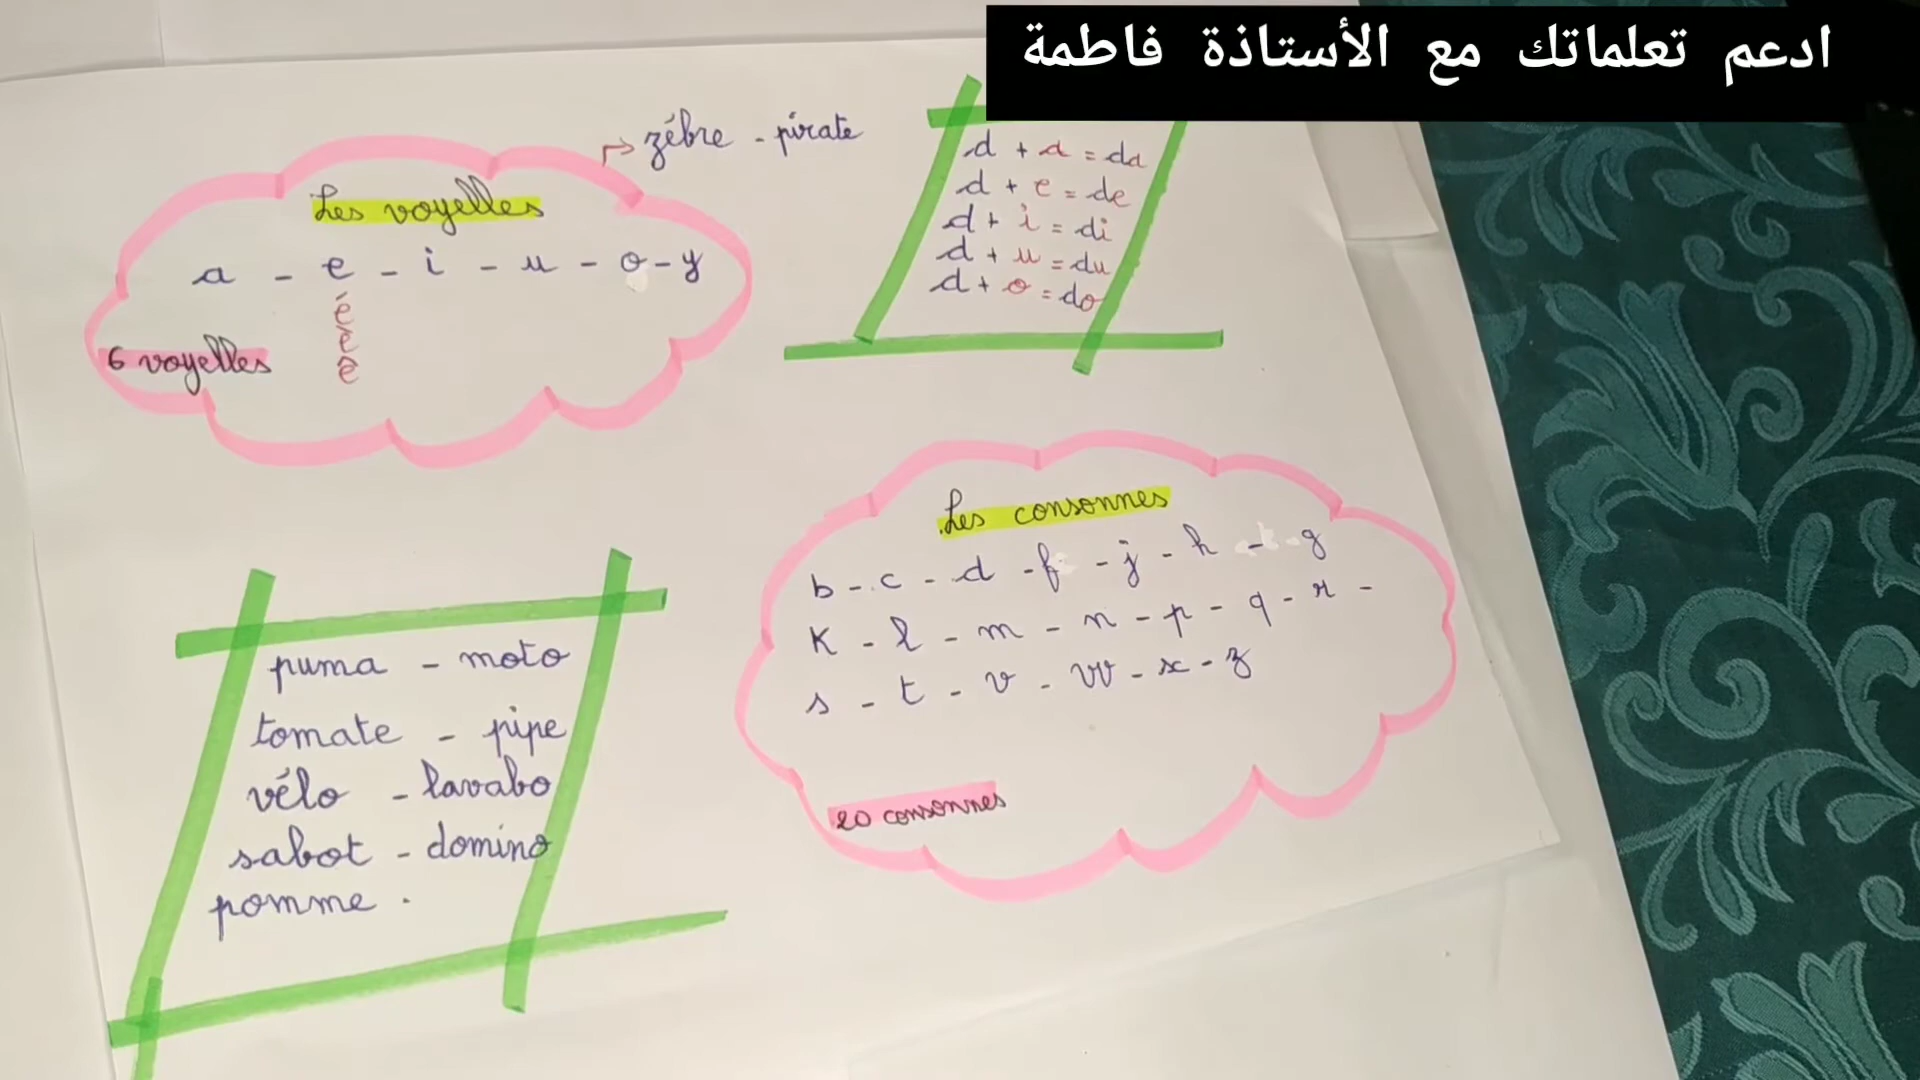 ادعم تعلماتك مع الأستاذة فاطمة
zébre - pirate
Les voyelles
a - e - i - u - o - y
é
è
ê
6 voyelles
d + a = da
d + e = de
d + i = di
d + u = du
d + o = do
Les consonnes
b - c - d - f - j - h - g
K - l - m - n - p - q - r -
s - t - v - w - x - z
20 consonnes
puma - moto
tomate - pipe
vélo - lavabo
sabot - domino
pomme .